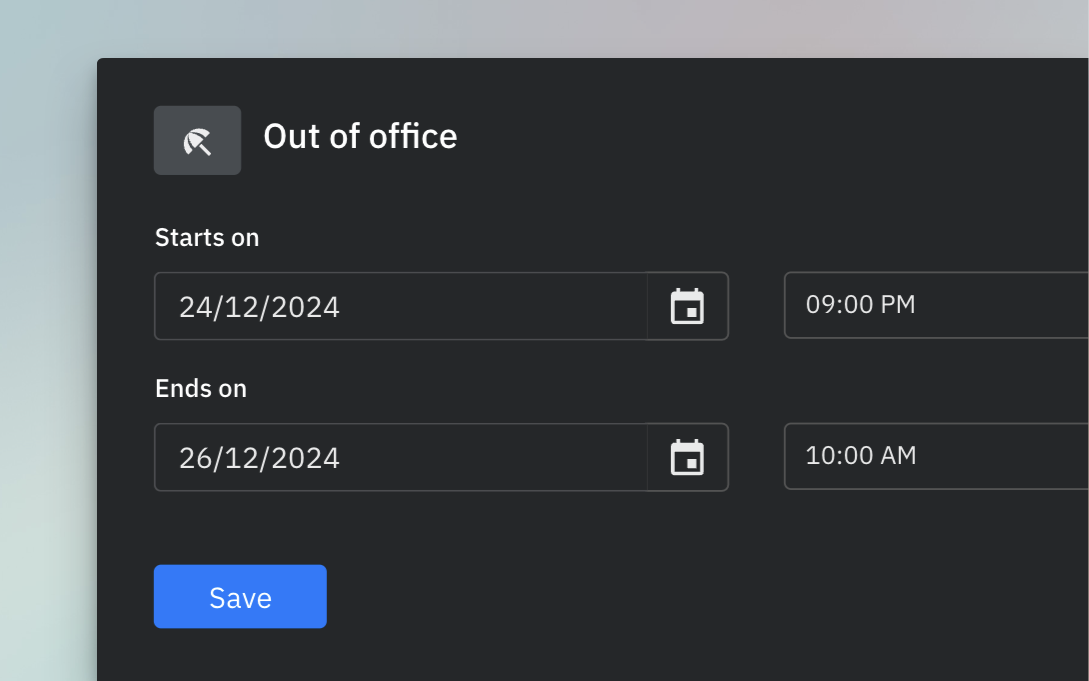 Out of office
Starts on
24/12/2024
09:00 PM
Ends on
26/12/2024
10:00 AM
Save